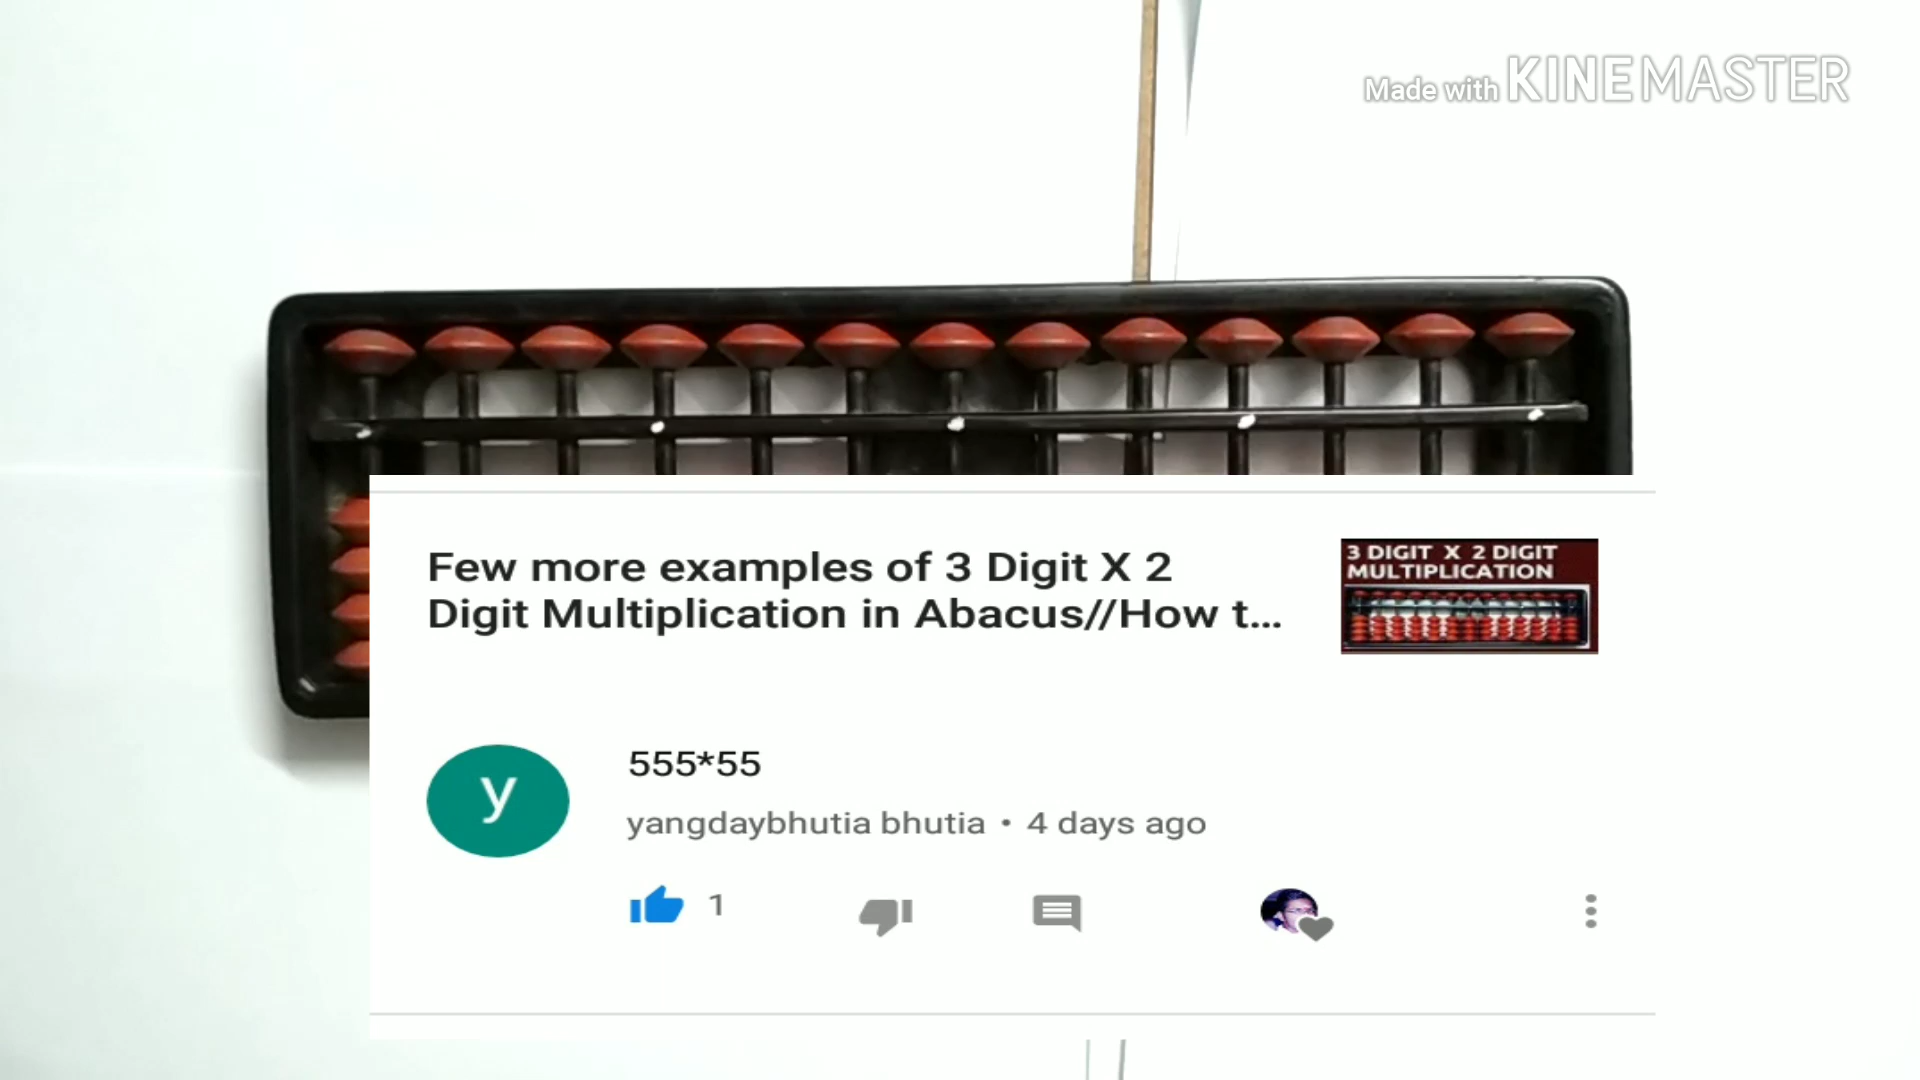 Made with KINEMASTER
Few more examples of 3 Digit X 2
Digit Multiplication in Abacus//How t...
3 DIGIT X 2 DIGIT
MULTIPLICATION
y
555*55
yangdaybhutia bhutia • 4 days ago
1